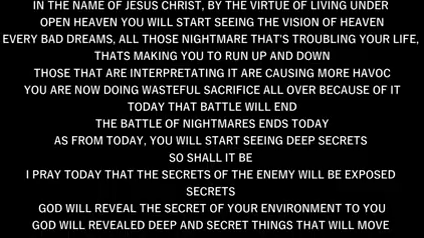 IN THE NAME OF JESUS CHRIST, BY THE VIRTUE OF LIVING UNDER
OPEN HEAVEN YOU WILL START SEEING THE VISION OF HEAVEN
EVERY BAD DREAMS, ALL THOSE NIGHTMARE THAT'S TROUBLING YOUR LIFE,
THATS MAKING YOU TO RUN UP AND DOWN
THOSE THAT ARE INTERPRETATING IT ARE CAUSING MORE HAVOC
YOU ARE NOW DOING WASTEFUL SACRIFICE ALL OVER BECAUSE OF IT
TODAY THAT BATTLE WILL END
THE BATTLE OF NIGHTMARES ENDS TODAY
AS FROM TODAY, YOU WILL START SEEING DEEP SECRETS
SO SHALL IT BE
I PRAY TODAY THAT THE SECRETS OF THE ENEMY WILL BE EXPOSED
SECRETS
GOD WILL REVEAL THE SECRET OF YOUR ENVIRONMENT TO YOU
GOD WILL REVEALED DEEP AND SECRET THINGS THAT WILL MOVE